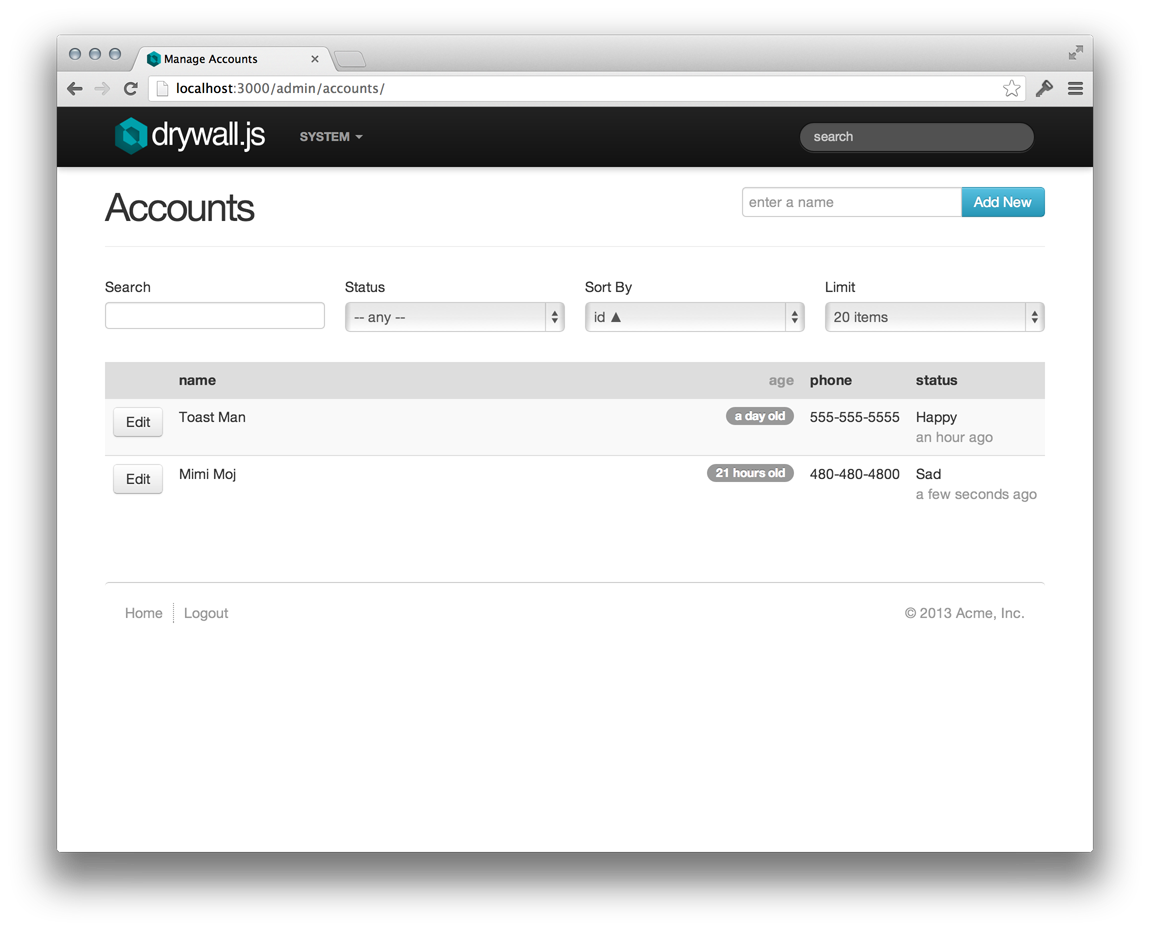 Manage Accounts
localhost:3000/admin/accounts/
drywall.js SYSTEM search
Accounts enter a name Add New
Search Status Sort By Limit
-- any -- id ▲ 20 items
name age phone status
Edit Toast Man a day old 555-555-5555 Happy
an hour ago
Edit Mimi Moj 21 hours old 480-480-4800 Sad
a few seconds ago
Home Logout © 2013 Acme, Inc.